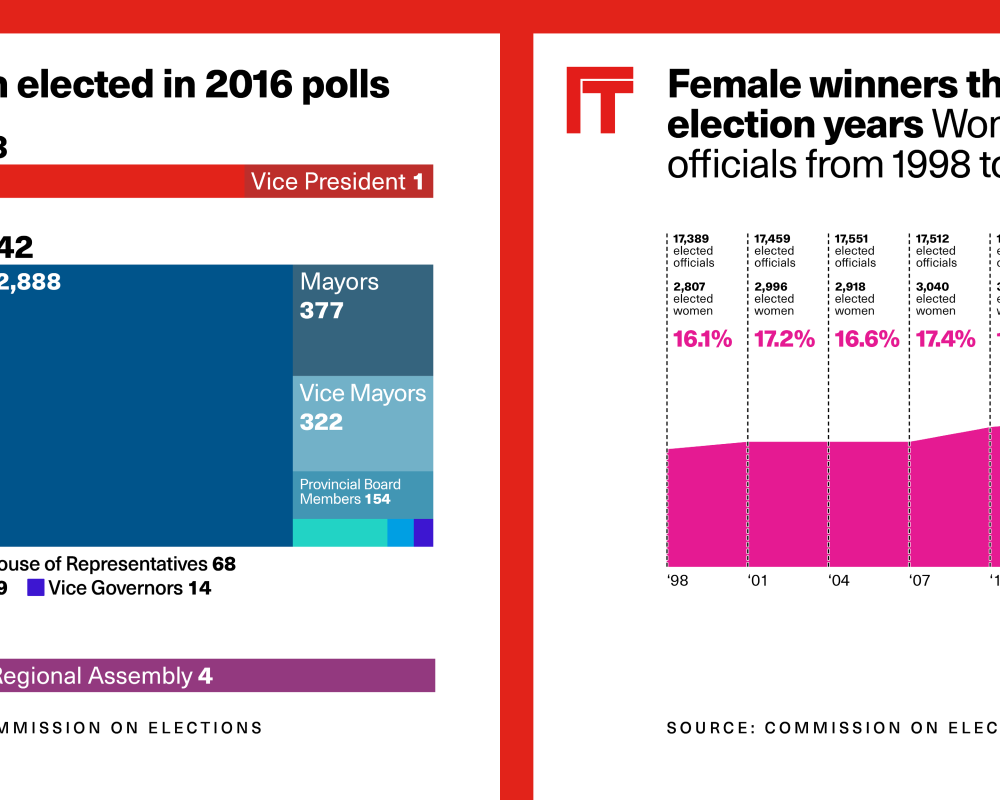 elected in 2016 polls
Vice President 1
42
2,888
Mayors
377
Vice Mayors
322
Provincial Board
Members 154
ouse of Representatives 68
9 Vice Governors 14
Regional Assembly 4
MMISSION ON ELECTIONS
FT
Female winners th
election years Wom
officials from 1998 to
17,389
elected
officials
2,807
elected
women
16.1%
17,459
elected
officials
2,996
elected
women
17.2%
17,551
elected
officials
2,918
elected
women
16.6%
17,512
elected
officials
3,040
elected
women
17.4%
‘98 ‘01 ‘04 ‘07 ‘1
SOURCE: COMMISSION ON ELEC